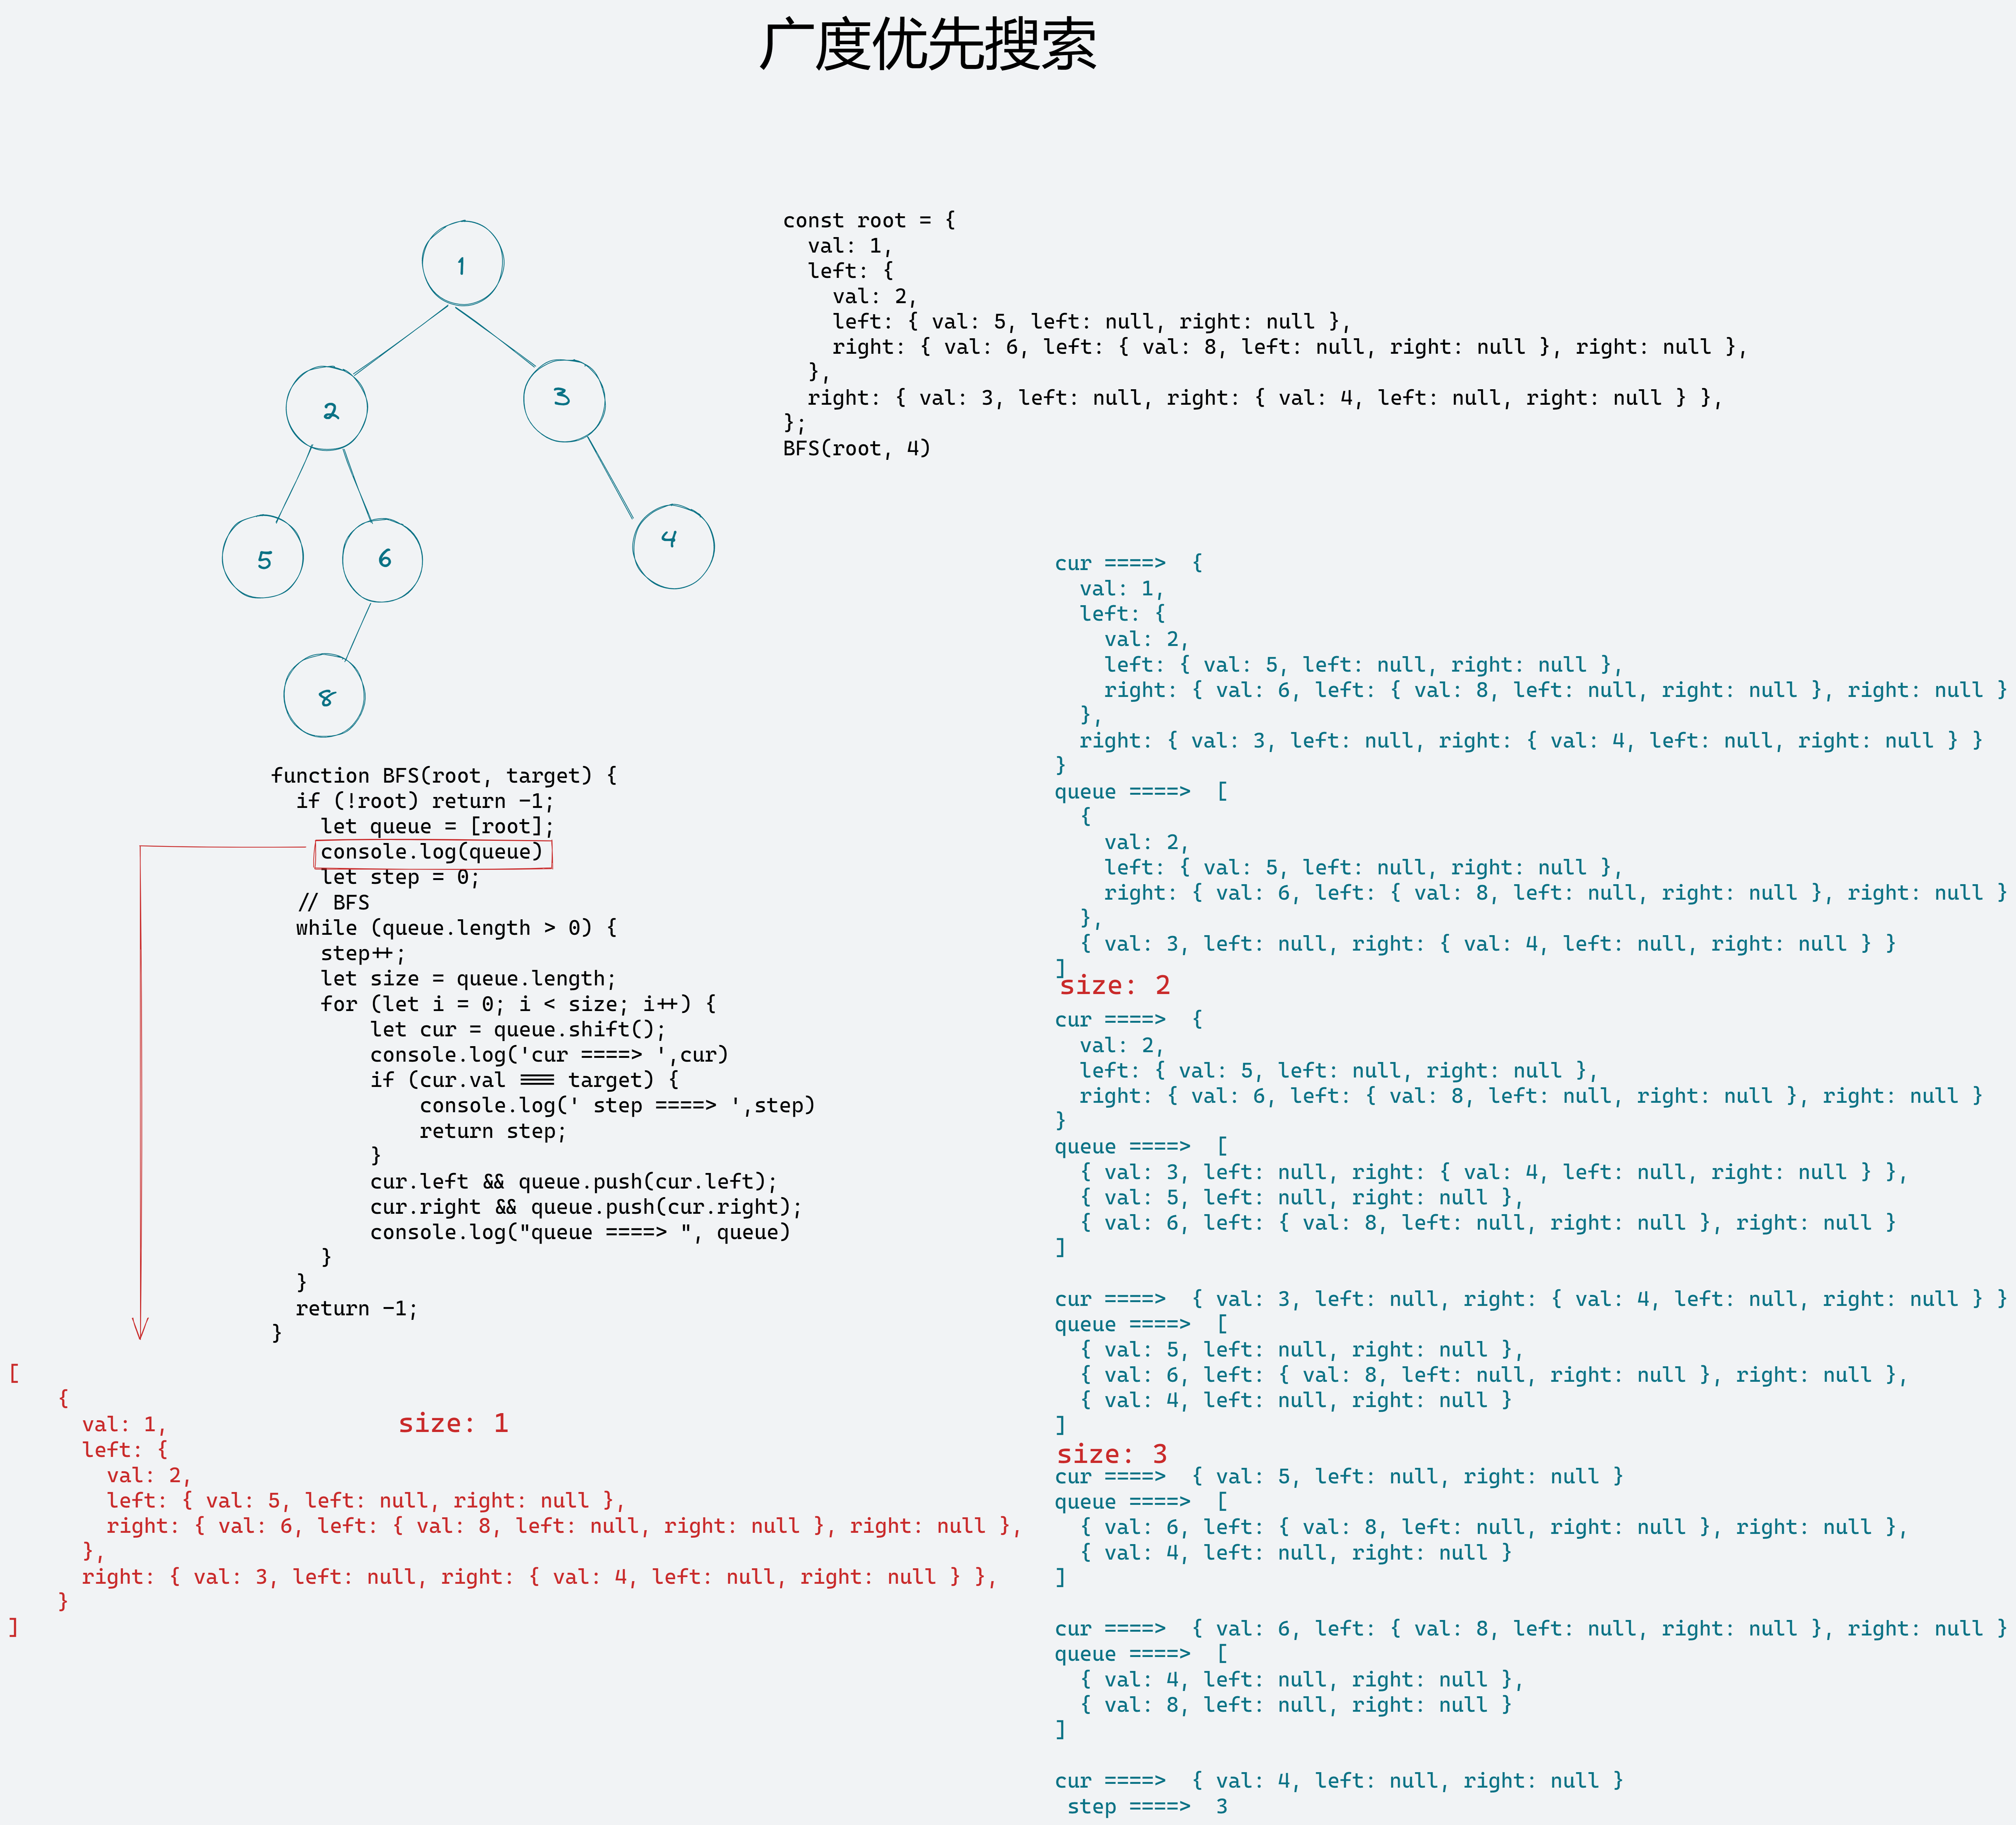 广度优先搜索
1
2
3
5
6
4
8
const root = {
  val: 1,
  left: {
    val: 2,
    left: { val: 5, left: null, right: null },
    right: { val: 6, left: { val: 8, left: null, right: null }, right: null },
  },
  right: { val: 3, left: null, right: { val: 4, left: null, right: null } },
};
BFS(root, 4)
function BFS(root, target) {
  if (!root) return -1;
    let queue = [root];
    console.log(queue)
    let step = 0;
  // BFS
  while (queue.length > 0) {
    step++;
    let size = queue.length;
    for (let i = 0; i < size; i++) {
        let cur = queue.shift();
        console.log('cur ====> ',cur)
        if (cur.val === target) {
            console.log(' step ====> ',step)
            return step;
        }
        cur.left && queue.push(cur.left);
        cur.right && queue.push(cur.right);
        console.log("queue ====> ", queue)
    }
  }
  return -1;
}
[
    {
      val: 1,
size: 1
      left: {
        val: 2,
        left: { val: 5, left: null, right: null },
        right: { val: 6, left: { val: 8, left: null, right: null }, right: null },
      },
      right: { val: 3, left: null, right: { val: 4, left: null, right: null } },
    }
]
cur ====>  {
  val: 1,
  left: {
    val: 2,
    left: { val: 5, left: null, right: null },
    right: { val: 6, left: { val: 8, left: null, right: null }, right: null }
  },
  right: { val: 3, left: null, right: { val: 4, left: null, right: null } }
}
queue ====>  [
  {
    val: 2,
    left: { val: 5, left: null, right: null },
    right: { val: 6, left: { val: 8, left: null, right: null }, right: null }
  },
  { val: 3, left: null, right: { val: 4, left: null, right: null } }
]
size: 2
cur ====>  {
  val: 2,
  left: { val: 5, left: null, right: null },
  right: { val: 6, left: { val: 8, left: null, right: null }, right: null }
}
queue ====>  [
  { val: 3, left: null, right: { val: 4, left: null, right: null } },
  { val: 5, left: null, right: null },
  { val: 6, left: { val: 8, left: null, right: null }, right: null }
]
cur ====>  { val: 3, left: null, right: { val: 4, left: null, right: null } }
queue ====>  [
  { val: 5, left: null, right: null },
  { val: 6, left: { val: 8, left: null, right: null }, right: null },
  { val: 4, left: null, right: null }
]
size: 3
cur ====>  { val: 5, left: null, right: null }
queue ====>  [
  { val: 6, left: { val: 8, left: null, right: null }, right: null },
  { val: 4, left: null, right: null }
]
cur ====>  { val: 6, left: { val: 8, left: null, right: null }, right: null }
queue ====>  [
  { val: 4, left: null, right: null },
  { val: 8, left: null, right: null }
]
cur ====>  { val: 4, left: null, right: null }
 step ====>  3